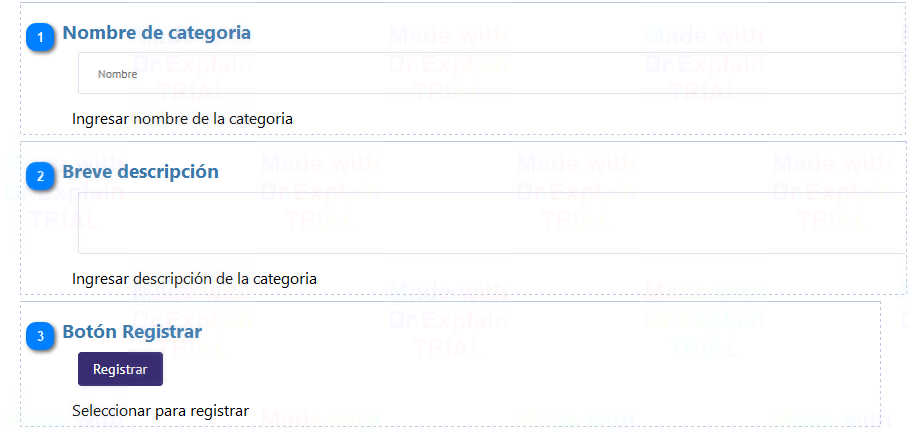 1 Nombre de categoria
Nombre
Ingresar nombre de la categoria
2 Breve descripción
Ingresar descripción de la categoria
3 Botón Registrar
Registrar
Seleccionar para registrar
Made with
Dr.Explain
TRIAL